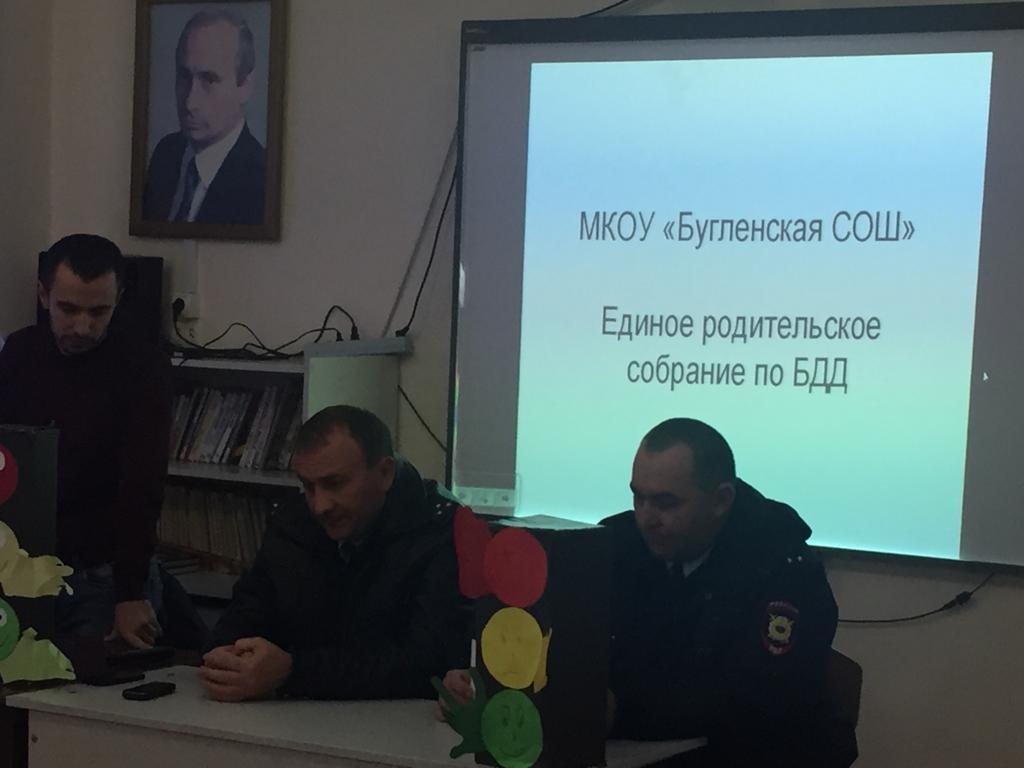 МКОУ «Бугленская СОШ»
Единое родительское
собрание по БДД